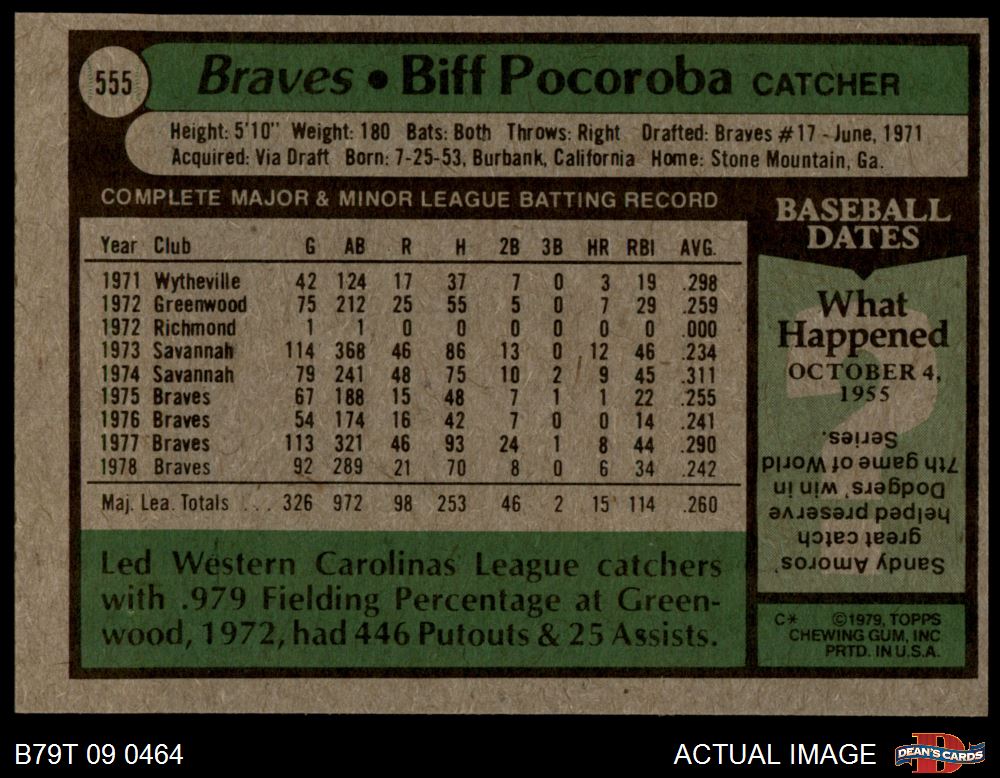 555 Braves • Biff Pocoroba CATCHER
Height: 5'10" Weight: 180 Bats: Both Throws: Right Drafted: Braves #17 - June, 1971
Acquired: Via Draft Born: 7-25-53, Burbank, California Home: Stone Mountain, Ga.
COMPLETE MAJOR & MINOR LEAGUE BATTING RECORD
Year Club G AB R H 2B 3B HR RBI AVG.
1971 Wytheville 42 124 17 37 7 0 3 19 .298
1972 Greenwood 75 212 25 55 5 0 7 29 .259
1972 Richmond 1 1 0 0 0 0 0 0 .000
1973 Savannah 114 368 46 86 13 0 12 46 .234
1974 Savannah 79 241 48 75 10 2 9 45 .311
1975 Braves 67 188 15 48 7 1 1 22 .255
1976 Braves 54 174 16 42 7 0 0 14 .241
1977 Braves 113 321 46 93 24 1 8 44 .290
1978 Braves 92 289 21 70 8 0 6 34 .242
Maj. Lea. Totals ... 326 972 98 253 46 2 15 114 .260
Led Western Carolinas' League catchers
with .979 Fielding Percentage at Green-
wood, 1972, had 446 Putouts & 25 Assists.
BASEBALL
DATES
What
Happened
OCTOBER 4,
1955
Sandy Amoros'
great catch
helped preserve
Dodgers' win in
7th game of World
Series.
C* ©1979, TOPPS
CHEWING GUM, INC
PRTD. IN U.S.A.
B79T 09 0464
ACTUAL IMAGE
D
DEAN'S CARDS